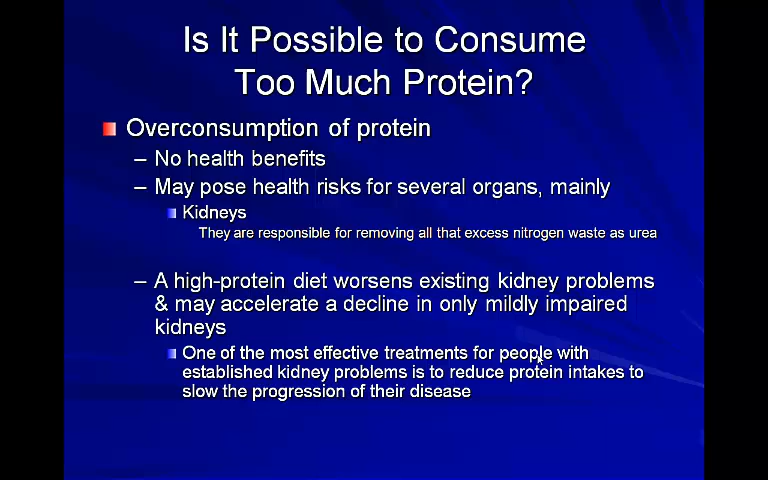 Is It Possible to Consume
Too Much Protein?
Overconsumption of protein
– No health benefits
– May pose health risks for several organs, mainly
Kidneys
They are responsible for removing all that excess nitrogen waste as urea
– A high-protein diet worsens existing kidney problems
& may accelerate a decline in only mildly impaired
kidneys
One of the most effective treatments for people with
established kidney problems is to reduce protein intakes to
slow the progression of their disease